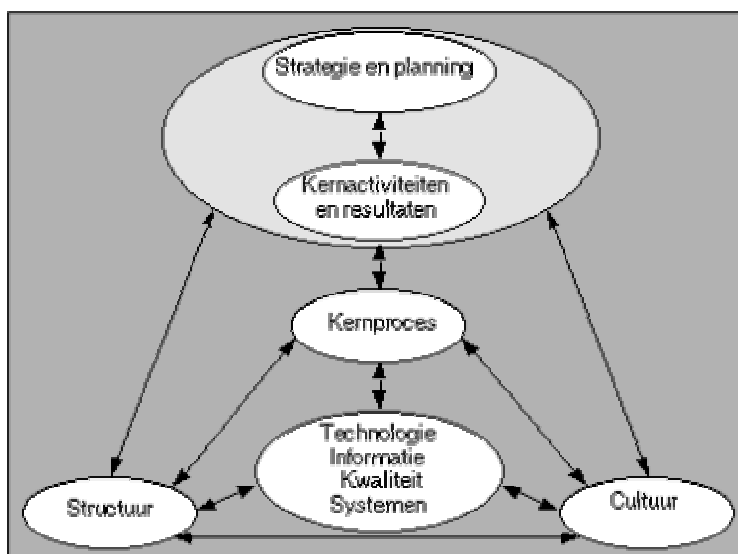 Strategie en planning
Kernactiviteiten
en resultaten
Kernproces
Technologie
Informatie
Kwaliteit
Systemen
Structuur
Cultuur